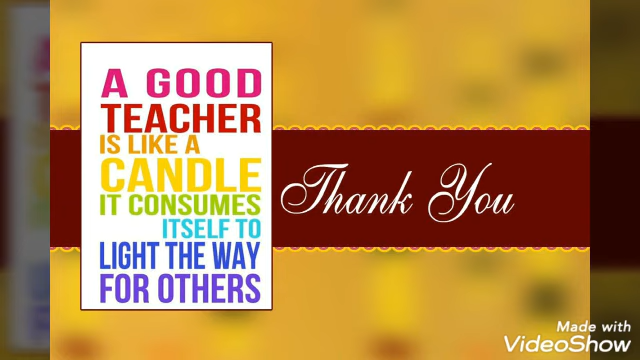 A GOOD
TEACHER
IS LIKE A
CANDLE
IT CONSUMES
ITSELF TO
LIGHT THE WAY
FOR OTHERS
Thank You
Made with
VideoShow